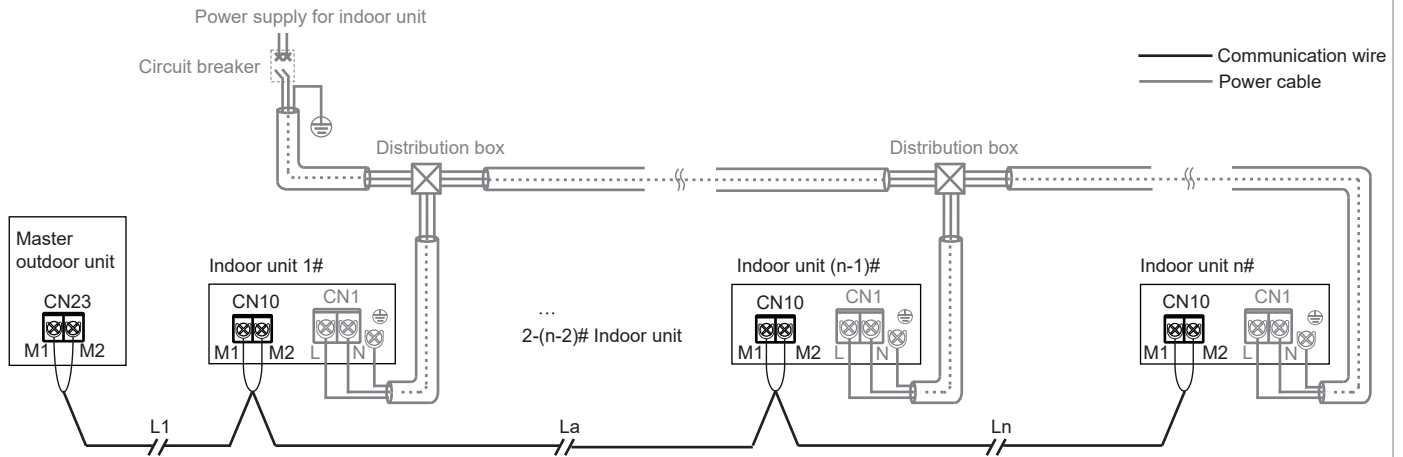 Power supply for indoor unit
Circuit breaker
Communication wire
Power cable
Distribution box
Distribution box
Master
outdoor unit
CN23
M1 M2
Indoor unit 1#
CN10 CN1
M1 M2 L N
...
2-(n-2)# Indoor unit
Indoor unit (n-1)#
CN10 CN1
M1 M2 L N
Indoor unit n#
CN10 CN1
M1 M2 L N
L1
La
Ln